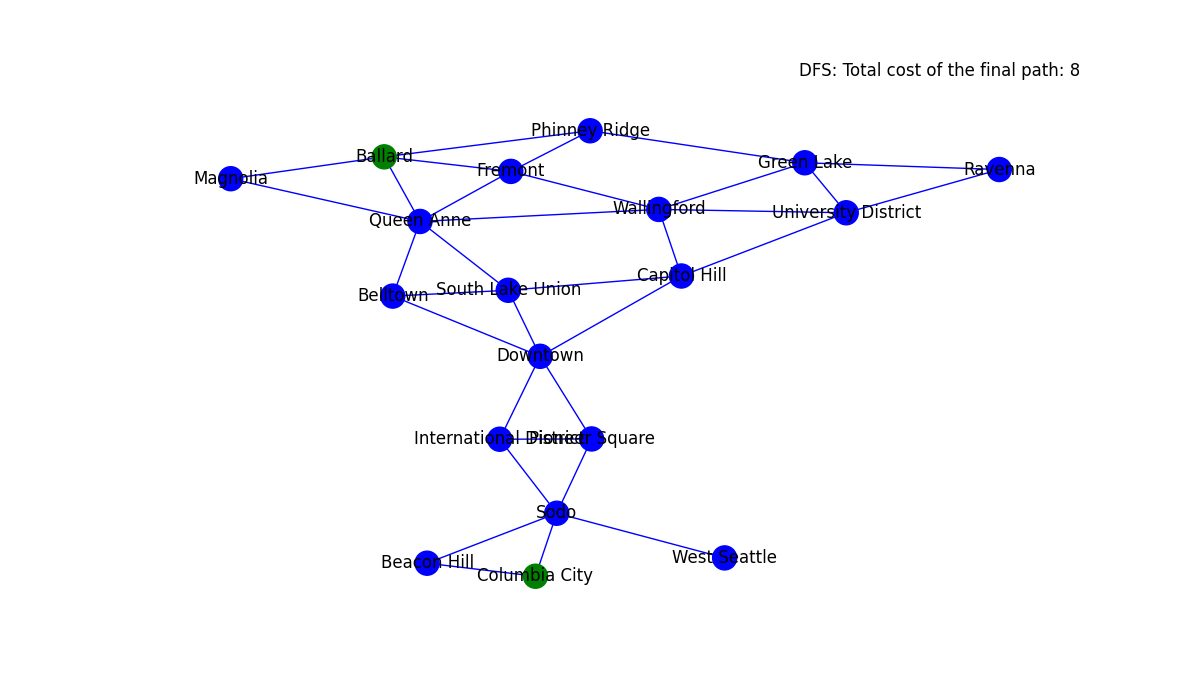 DFS: Total cost of the final path: 8
Phinney Ridge
Ballard
Green Lake
Fremont
Ravenna
Magnolia
Wallingford
University District
Queen Anne
Capitol Hill
South Lake Union
Belltown
Downtown
International District
Pioneer Square
Sodo
West Seattle
Beacon Hill
Columbia City